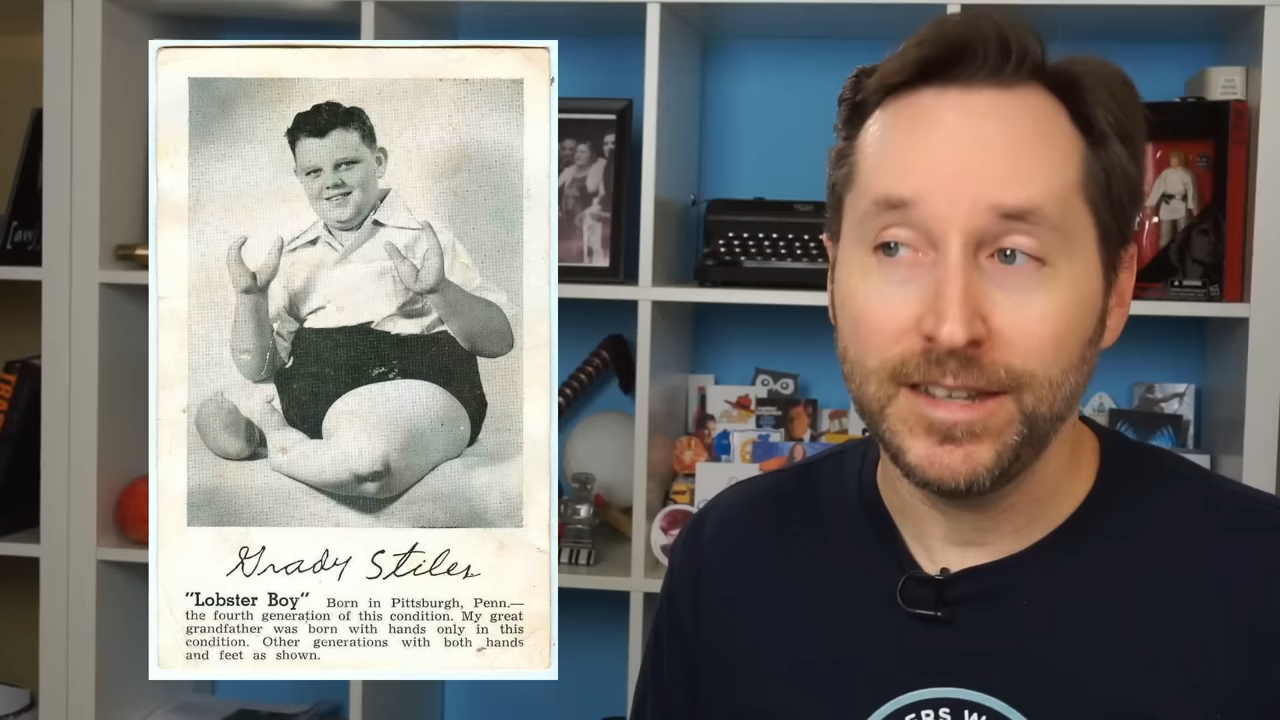 Grady Stiles
"Lobster Boy" Born in Pittsburgh, Penn.—
the fourth generation of this condition. My great
grandfather was born with hands only in this
condition. Other generations with both hands
and feet as shown.
ERS W